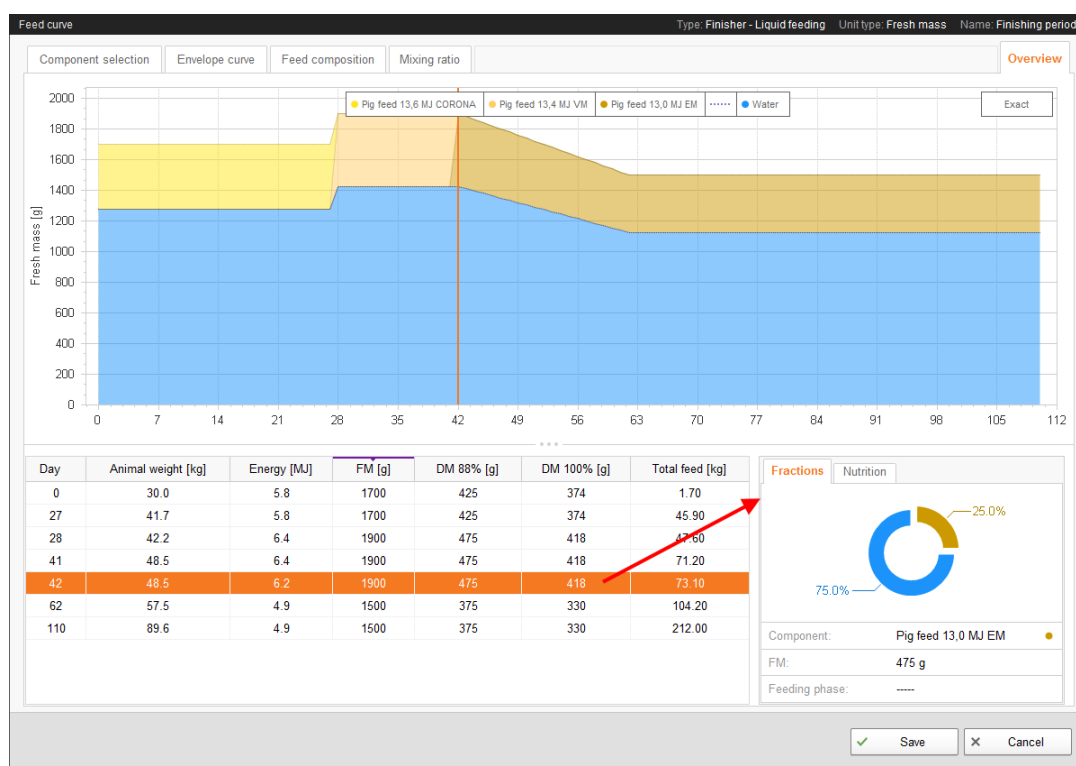 Feed curve Type: Finisher - Liquid feeding Unit type: Fresh mass Name: Finishing period
Component selection Envelope curve Feed composition Mixing ratio Overview
Pig feed 13,6 MJ CORONA Pig feed 13,4 MJ VM Pig feed 13,0 MJ EM Water Exact
Fresh mass [g]
2000
1800
1600
1400
1200
1000
800
600
400
200
0
0 7 14 21 28 35 42 49 56 63 70 77 84 91 98 105 112
Day Animal weight [kg] Energy [MJ] FM [g] DM 88% [g] DM 100% [g] Total feed [kg]
0 30.0 5.8 1700 425 374 1.70
27 41.7 5.8 1700 425 374 45.90
28 42.2 6.4 1900 475 418 47.60
41 48.5 6.4 1900 475 418 71.20
42 48.5 6.2 1900 475 418 73.10
62 57.5 4.9 1500 375 330 104.20
110 89.6 4.9 1500 375 330 212.00
Fractions Nutrition
25.0%
75.0%
Component: Pig feed 13,0 MJ EM
FM: 475 g
Feeding phase: -----
Save Cancel